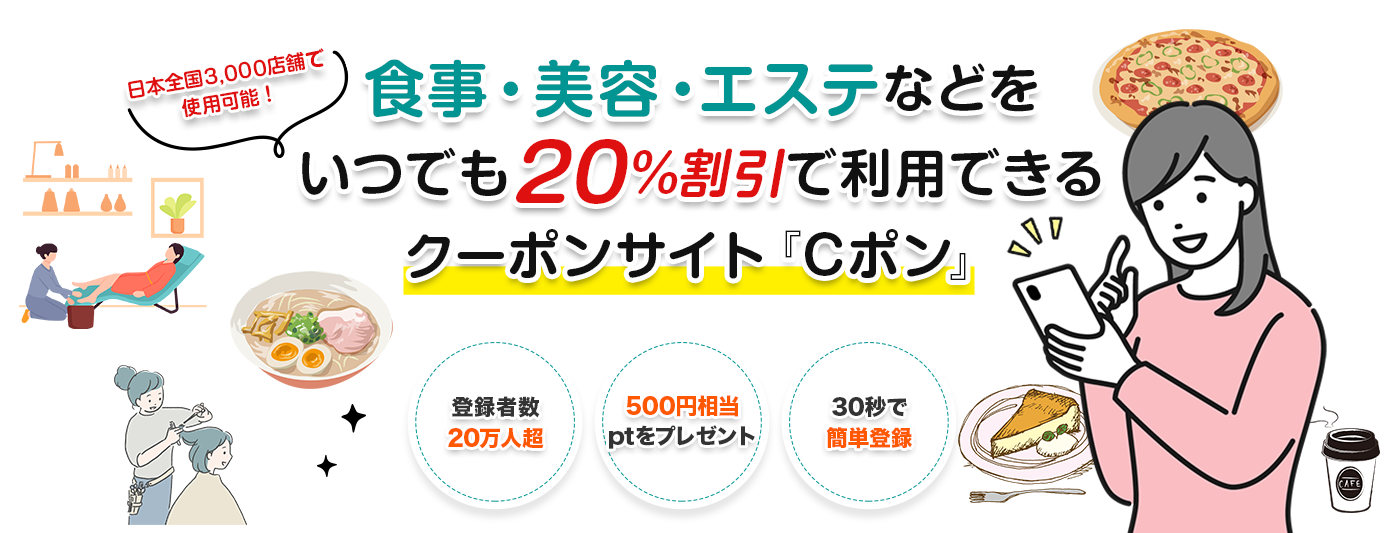 日本全国3,000店舗で
使用可能！
食事・美容・エステなどを
いつでも20%割引で利用できる
クーポンサイト『Cポン』
登録者数
20万人超
500円相当
ptをプレゼント
30秒で
簡単登録
CAFE